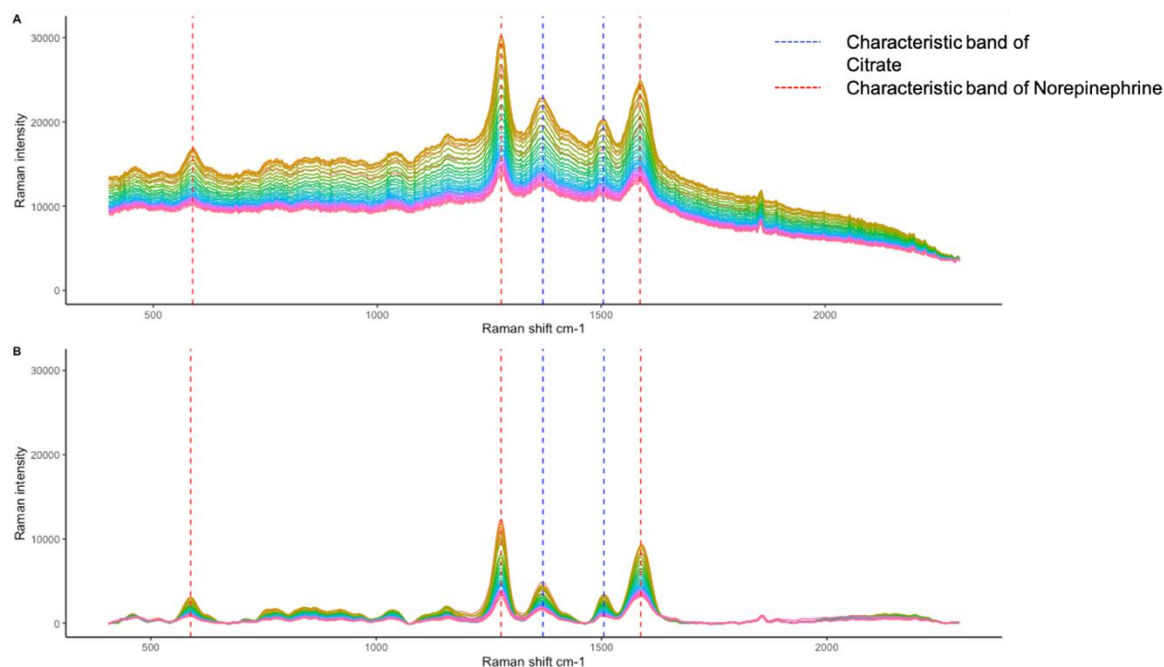 A
30000
20000
10000
0
Raman intensity
500
1000
1500
2000
Raman shift cm-1
Characteristic band of
Citrate
Characteristic band of Norepinephrine
B
30000
20000
10000
0
Raman intensity
500
1000
1500
2000
Raman shift cm-1